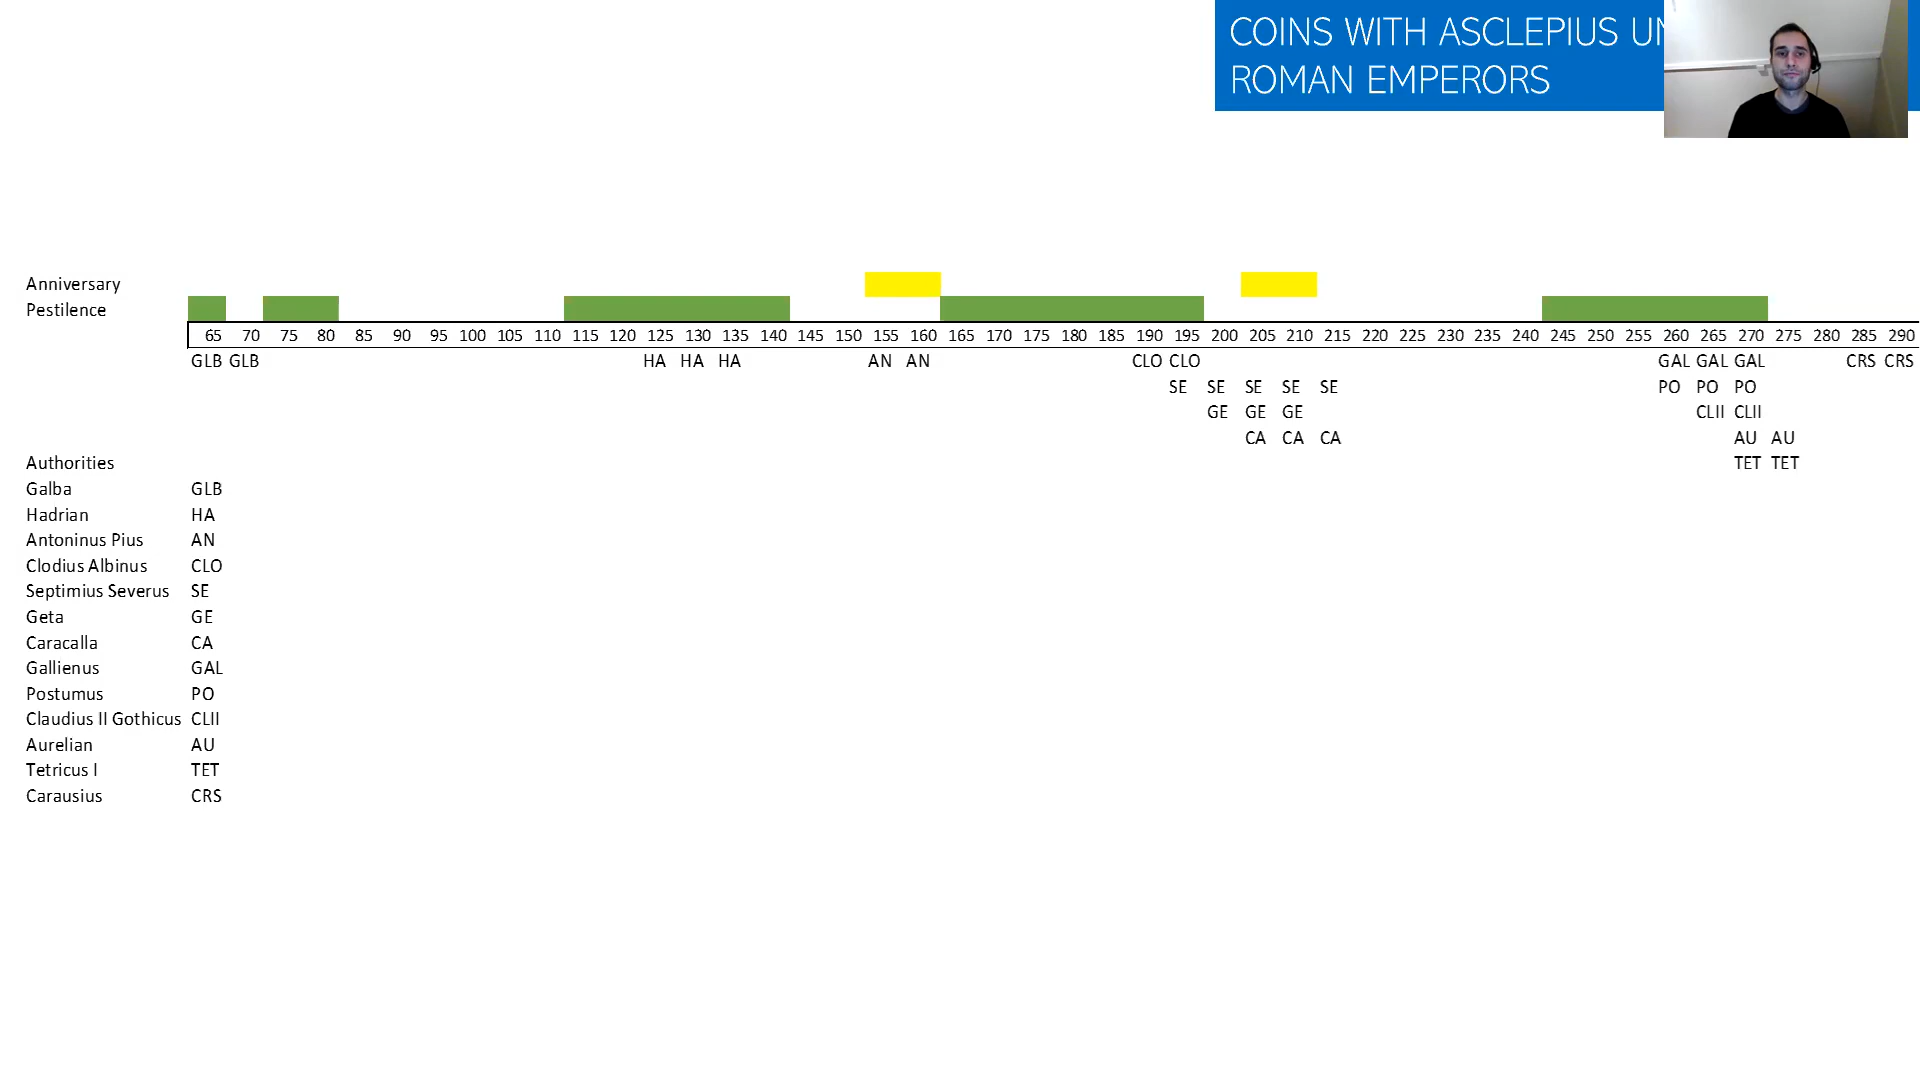 COINS WITH ASCLEPIUS
ROMAN EMPERORS
Anniversary
Pestilence
65 70 75 80 85 90 95 100 105 110 115 120 125 130 135 140 145 150 155 160 165 170 175 180 185 190 195 200 205 210 215 220 225 230 235 240 245 250 255 260 265 270 275 280 285 290
GLB GLB HA HA HA AN AN CLO CLO GAL GAL GAL CRS CRS
SE SE SE SE SE PO PO PO
GE GE GE CLII CLII
CA CA CA AU AU
Authorities TET TET
Galba GLB
Hadrian HA
Antoninus Pius AN
Clodius Albinus CLO
Septimius Severus SE
Geta GE
Caracalla CA
Gallienus GAL
Postumus PO
Claudius II Gothicus CLII
Aurelian AU
Tetricus I TET
Carausius CRS